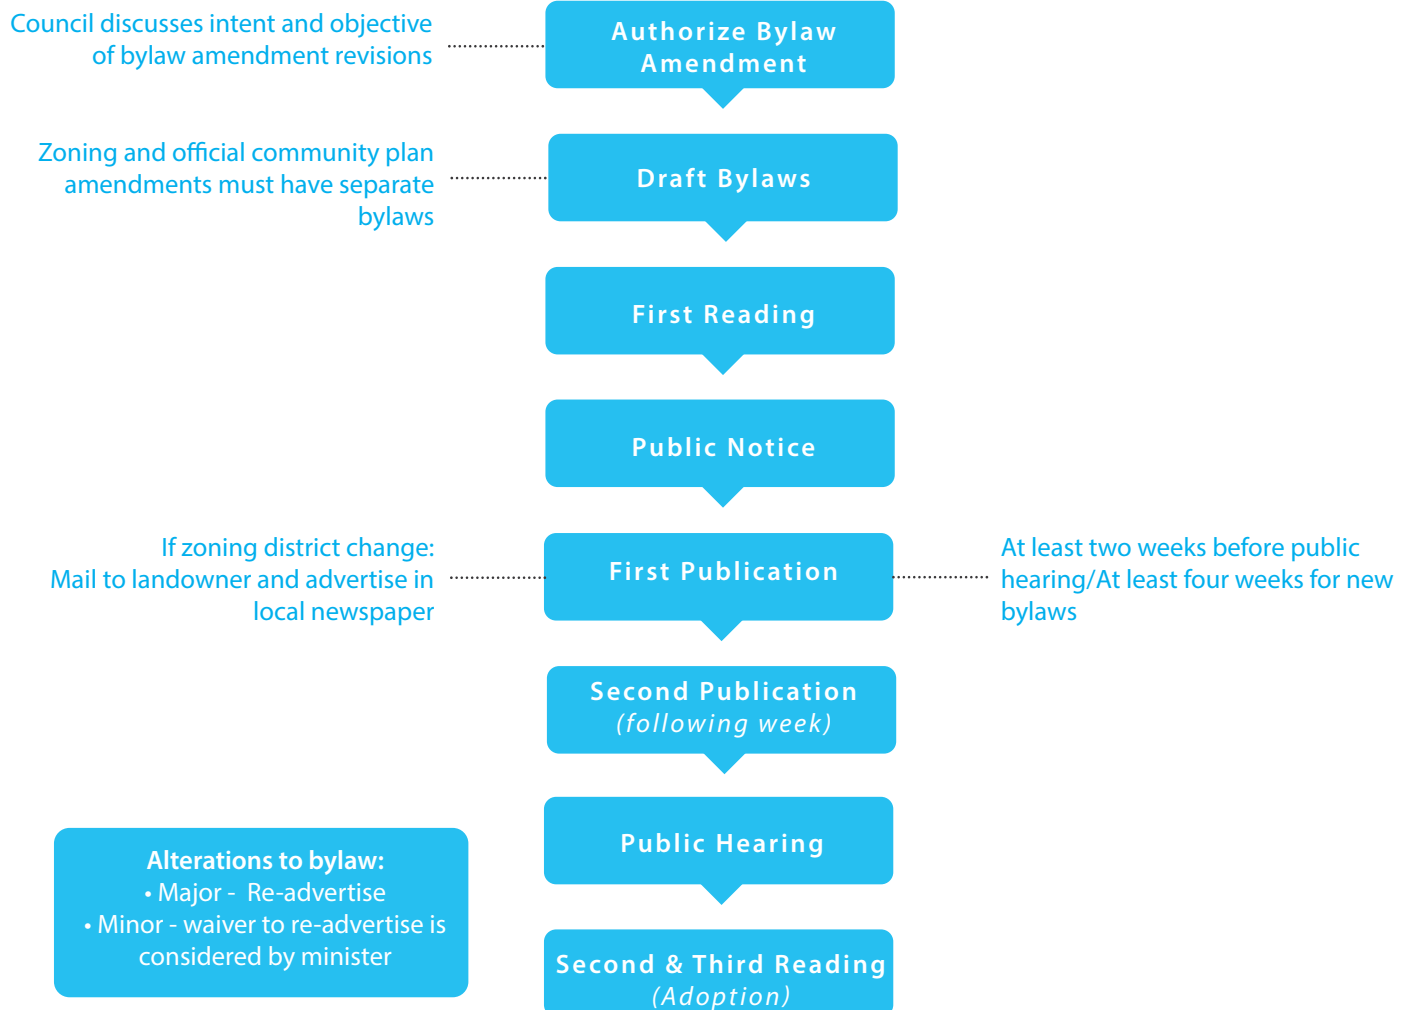 Council discusses intent and objective
of bylaw amendment revisions
Authorize Bylaw
Amendment
Zoning and official community plan
amendments must have separate
bylaws
Draft Bylaws
First Reading
Public Notice
If zoning district change:
Mail to landowner and advertise in
local newspaper
First Publication
At least two weeks before public
hearing/At least four weeks for new
bylaws
Second Publication
(following week)
Public Hearing
Alterations to bylaw:
• Major -  Re-advertise
• Minor - waiver to re-advertise is
considered by minister
Second & Third Reading
(Adoption)